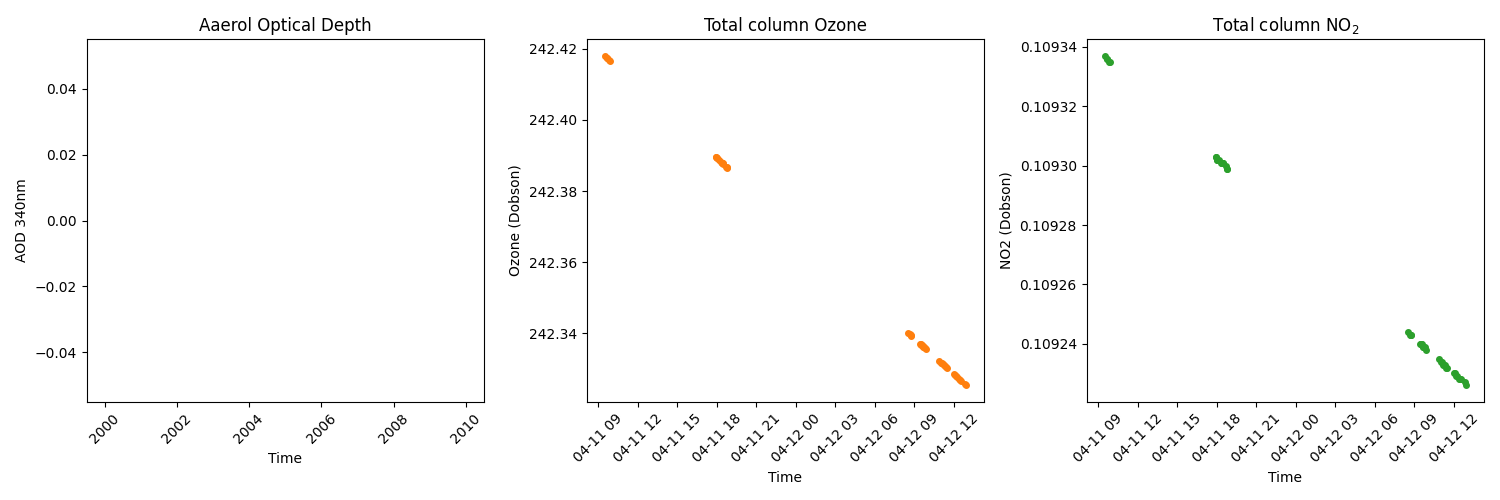 Aaerol Optical Depth
AOD 340nm
0.04
0.02
0.00
−0.02
−0.04
2000 2002 2004 2006 2008 2010
Time
Total column Ozone
Ozone (Dobson)
242.42
242.40
242.38
242.36
242.34
04-11 09 04-11 12 04-11 15 04-11 18 04-11 21 04-12 00 04-12 03 04-12 06 04-12 09 04-12 12
Time
Total column NO₂
NO2 (Dobson)
0.10934
0.10932
0.10930
0.10928
0.10926
0.10924
04-11 09 04-11 12 04-11 15 04-11 18 04-11 21 04-12 00 04-12 03 04-12 06 04-12 09 04-12 12
Time